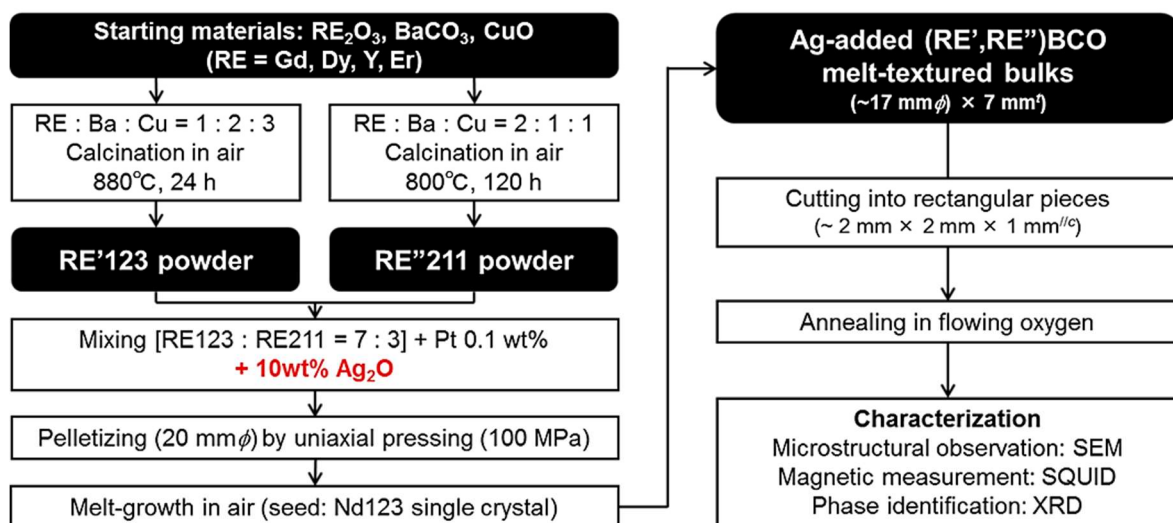 Starting materials: RE₂O₃, BaCO₃, CuO
(RE = Gd, Dy, Y, Er)
RE : Ba : Cu = 1 : 2 : 3
Calcination in air
880℃, 24 h
RE : Ba : Cu = 2 : 1 : 1
Calcination in air
800℃, 120 h
RE’123 powder
RE”211 powder
Mixing [RE123 : RE211 = 7 : 3] + Pt 0.1 wt%
+ 10wt% Ag₂O
Pelletizing (20 mmϕ) by uniaxial pressing (100 MPa)
Melt-growth in air (seed: Nd123 single crystal)
Ag-added (RE’,RE”)BCO
melt-textured bulks
(~17 mmϕ) × 7 mmᵗ)
Cutting into rectangular pieces
(~ 2 mm × 2 mm × 1 mm^//c)
Annealing in flowing oxygen
Characterization
Microstructural observation: SEM
Magnetic measurement: SQUID
Phase identification: XRD